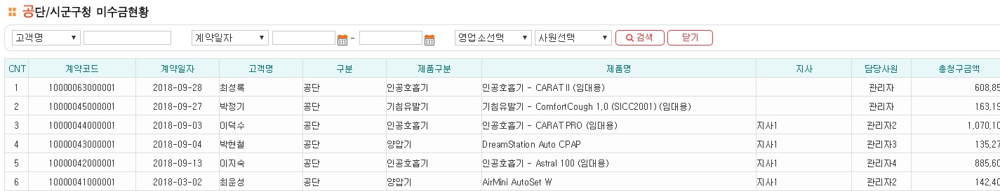 공단/시군구청 미수금현황
고객명 계약일자 - 영업소선택 사원선택 검색 닫기
CNT 계약코드 계약일자 고객명 구분 제품구분 제품명 지사 담당사원 총청구금액
1 10000063000001 2018-09-28 최성록 공단 인공호흡기 인공호흡기 - CARAT II (임대용) 관리자 608,85
2 10000045000001 2018-09-27 박정기 공단 기침유발기 기침유발기 - ComfortCough 1.0 (SICC2001) (임대용) 관리자 163,19
3 10000044000001 2018-09-03 이덕수 공단 인공호흡기 인공호흡기 - CARAT PRO (임대용) 지사1 관리자2 1,070,10
4 10000043000001 2018-09-04 박현철 공단 양압기 DreamStation Auto CPAP 지사1 관리자3 135,27
5 10000042000001 2018-09-13 이지숙 공단 인공호흡기 인공호흡기 - Astral 100 (임대용) 지사1 관리자4 885,60
6 10000041000001 2018-03-02 최운성 공단 양압기 AirMini AutoSet W 지사1 관리자2 142,40